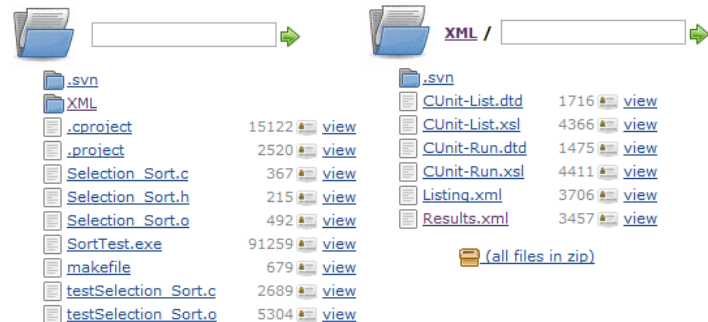 .svn
XML
.cproject 15122 view
.project 2520 view
Selection_Sort.c 367 view
Selection_Sort.h 215 view
Selection_Sort.o 492 view
SortTest.exe 91259 view
makefile 679 view
testSelection_Sort.c 2689 view
testSelection_Sort.o 5304 view
XML /
.svn
CUnit-List.dtd 1716 view
CUnit-List.xsl 4366 view
CUnit-Run.dtd 1475 view
CUnit-Run.xsl 4411 view
Listing.xml 3706 view
Results.xml 3457 view
(all files in zip)